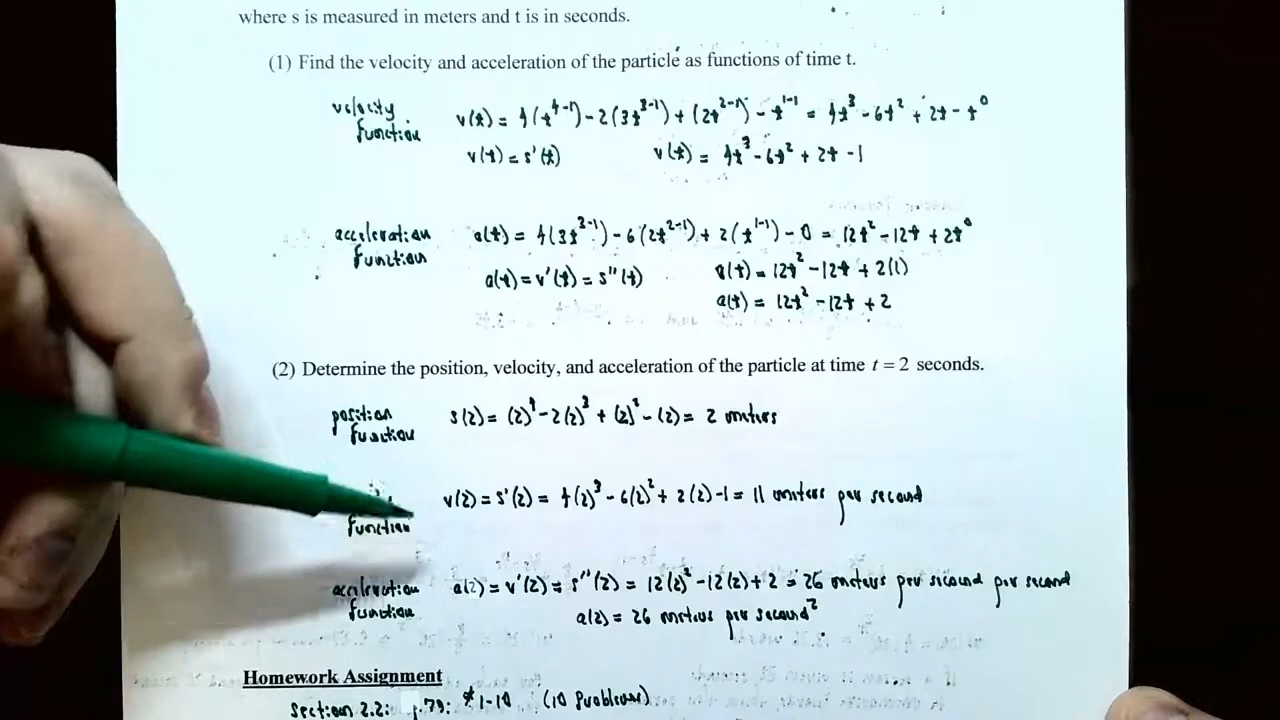 where s is measured in meters and t is in seconds.
(1) Find the velocity and acceleration of the particle as functions of time t.
velocity function v(t) = 4(t^4-1) - 2(3t^3-1) + (2t^2-1) - t^1-1 = 4t^3 - 6t^2 + 2t - t^0
v(t) = s'(t) v(t) = 4t^3 - 6t^2 + 2t - 1
acceleration function a(t) = 4(3t^3-1) - 6(2t^2-1) + 2(t^1-1) - 0 = 12t^2 - 12t + 2t^0
a(t) = v'(t) = s''(t) a(t) = 12t^2 - 12t + 2(1)
a(t) = 12t^2 - 12t + 2
(2) Determine the position, velocity, and acceleration of the particle at time t = 2 seconds.
position function s(2) = (2)^4 - 2(2)^3 + (2)^2 - (2) = 2 meters
function v(2) = s'(2) = 4(2)^3 - 6(2)^2 + 2(2) - 1 = 11 meters per second
acceleration function a(2) = v'(2) = s''(2) = 12(2)^2 - 12(2) + 2 = 26 meters per second per second
a(2) = 26 meters per second^2
Homework Assignment
Section 2.2: p.79: #1-10 (10 Problems)